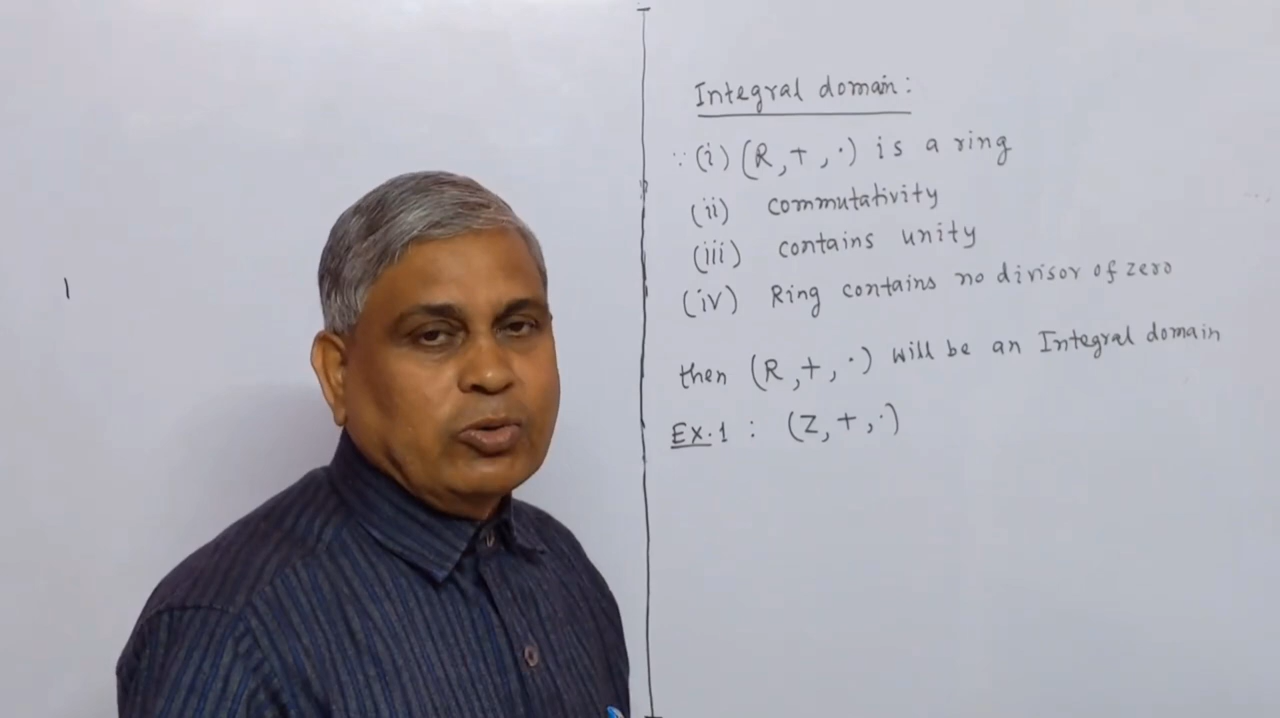 Integral domain:
∵ (i) (R, +, ·) is a ring
(ii) commutativity
(iii) contains unity
(iv) Ring contains no divisor of zero
then (R, +, ·) will be an Integral domain
Ex.1 : (Z, +, ·)